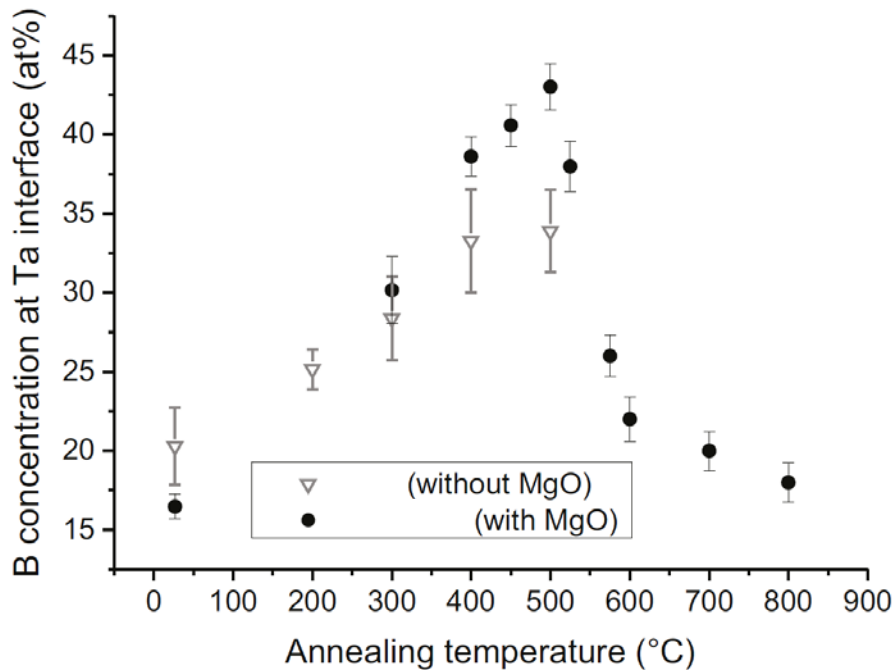 B concentration at Ta interface (at%)
45
40
35
30
25
20
15
(without MgO)
(with MgO)
0 100 200 300 400 500 600 700 800 900
Annealing temperature (°C)